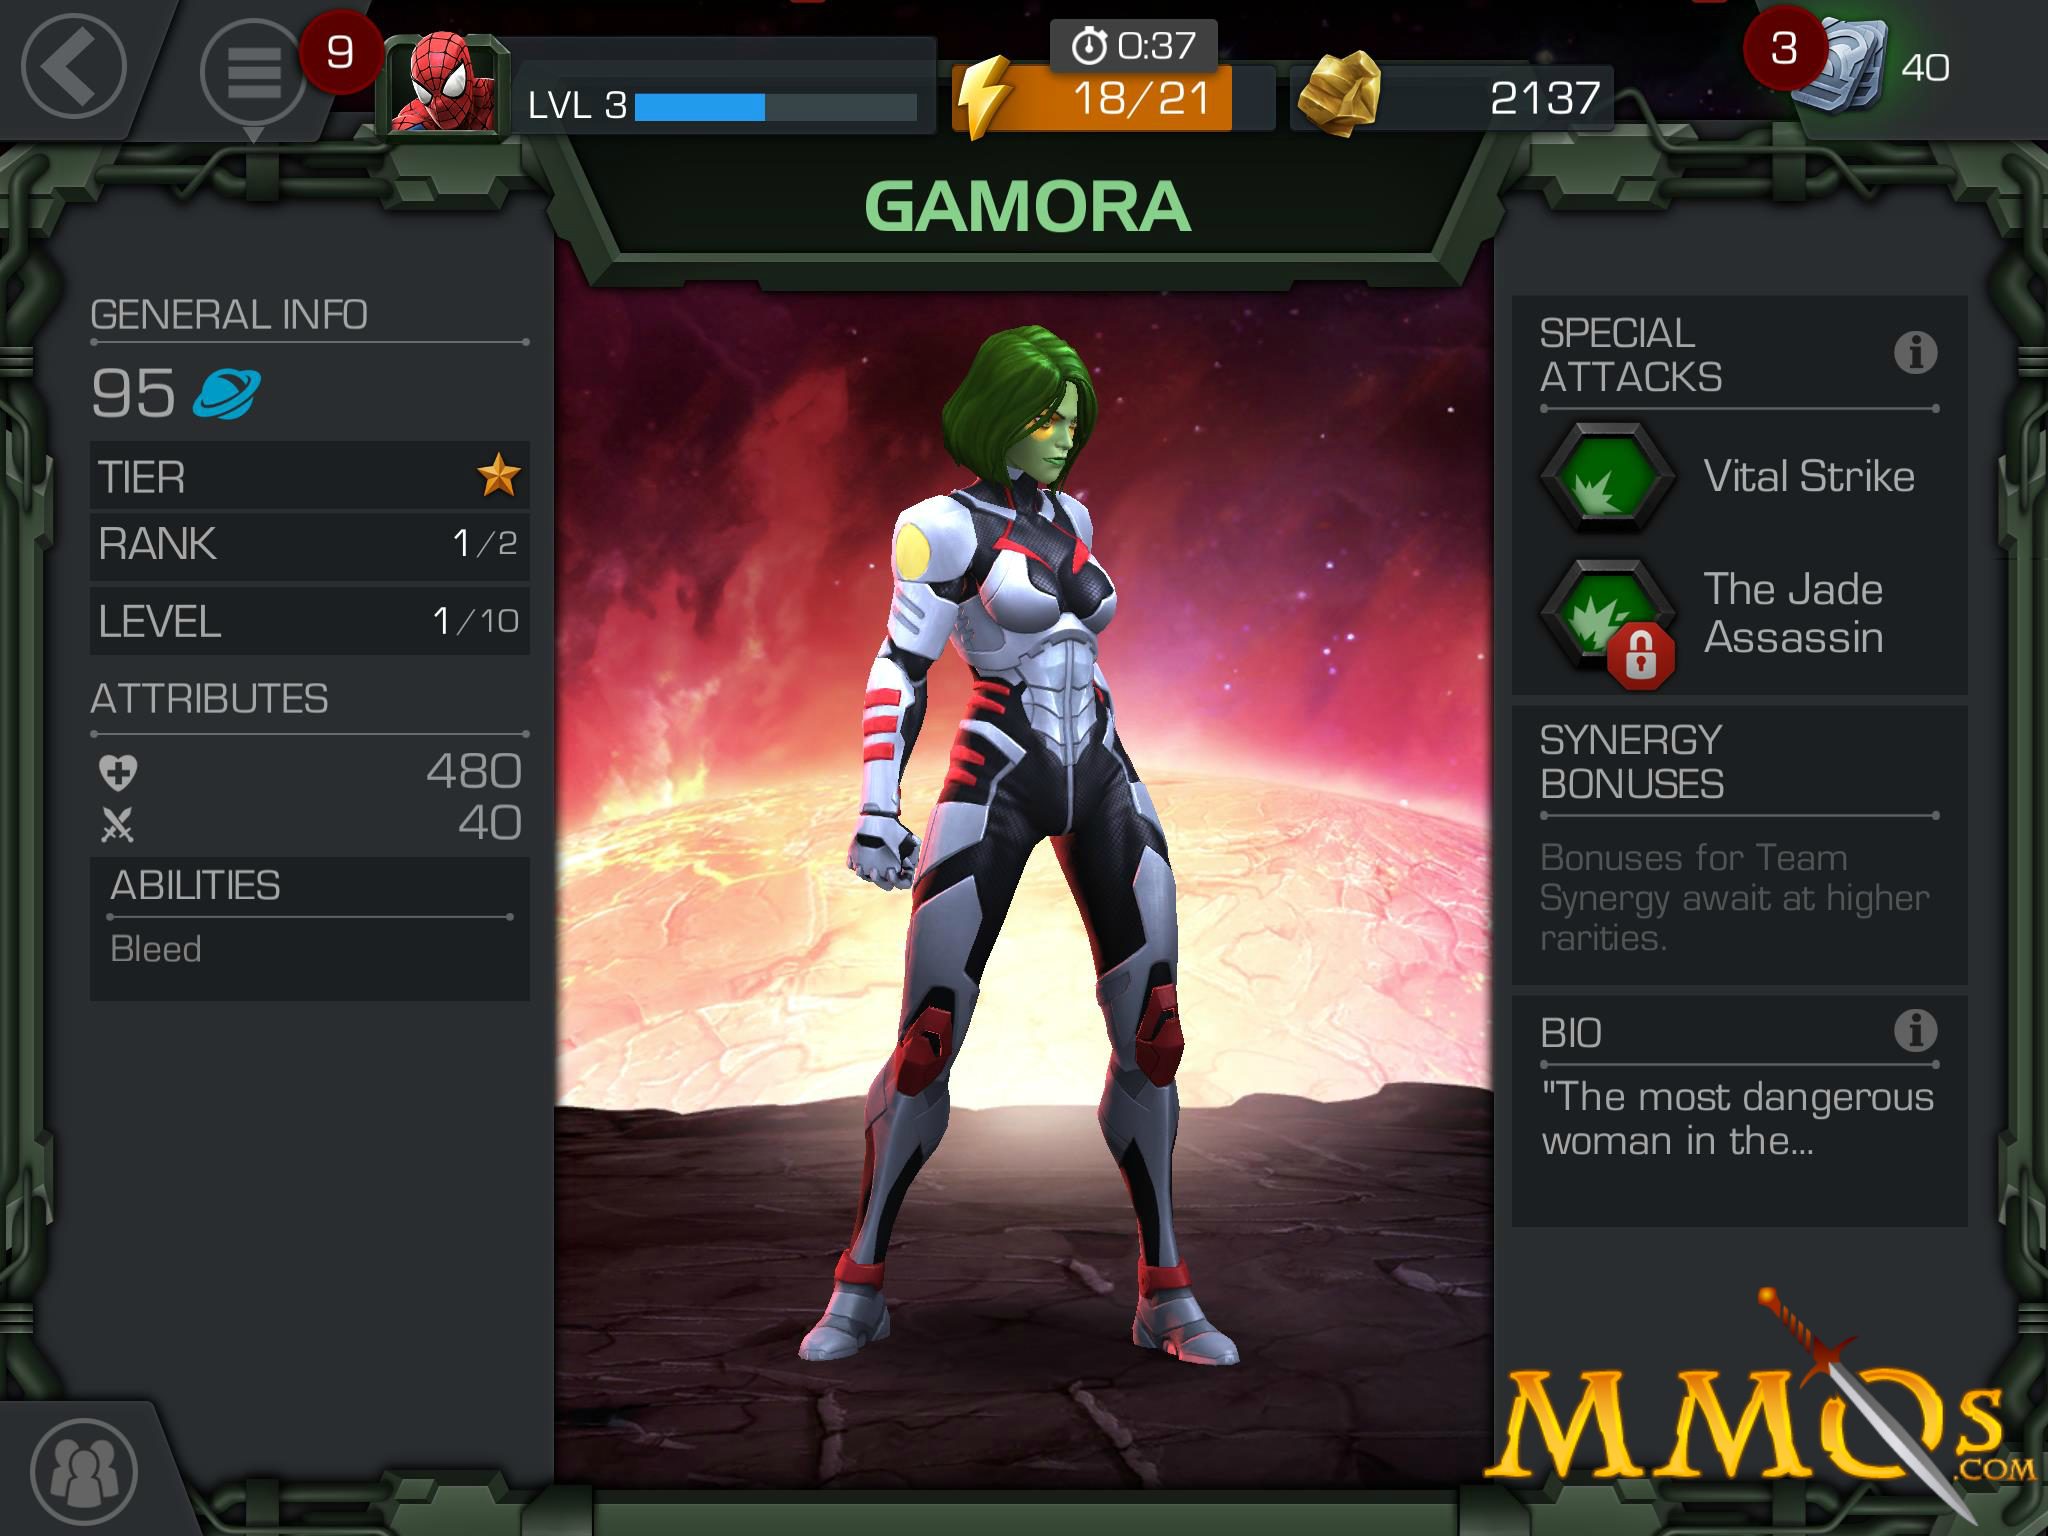 9
LVL 3
0:37
18/21
2137
3
40
GAMORA
GENERAL INFO
95
TIER
RANK 1/2
LEVEL 1/10
ATTRIBUTES
480
40
ABILITIES
Bleed
SPECIAL
ATTACKS
Vital Strike
The Jade
Assassin
SYNERGY
BONUSES
Bonuses for Team
Synergy await at higher
rarities.
BIO
"The most dangerous
woman in the...
MMOs
.COM